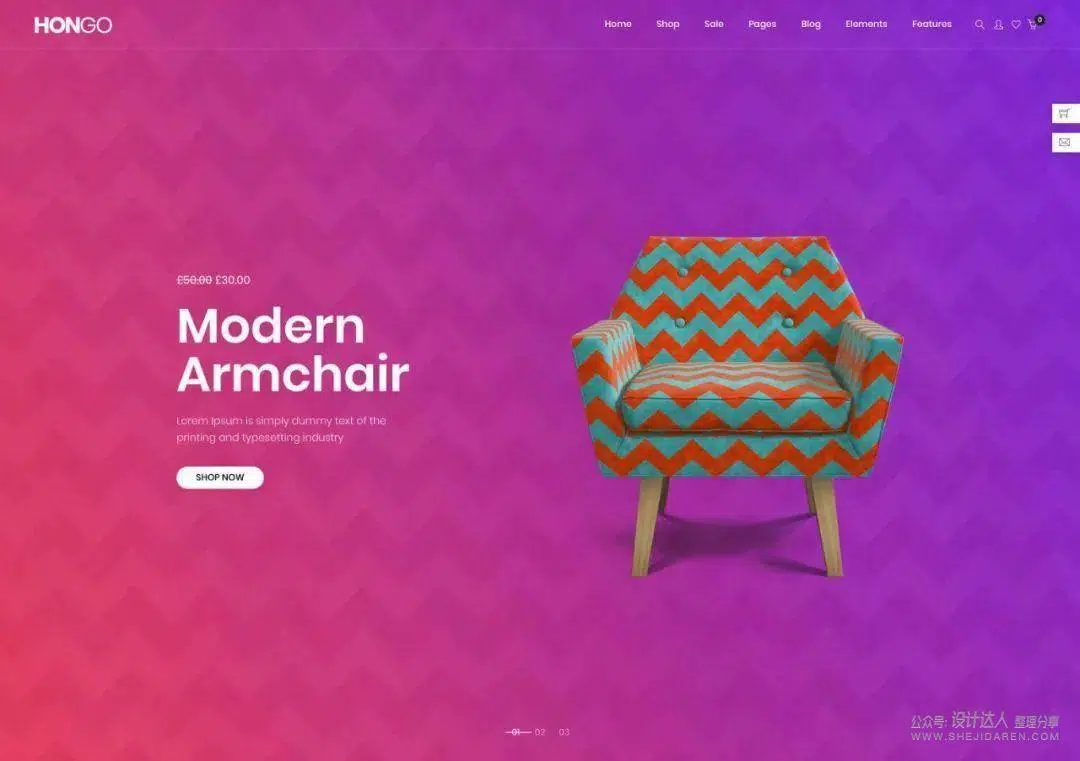 HONGO
Home Shop Sale Pages Blog Elements Features 0
£50.00 £30.00
Modern
Armchair
Lorem Ipsum is simply dummy text of the
printing and typesetting industry
SHOP NOW
01 02 03
公众号: 设计达人 整理分享
WWW.SHEJIDAREN.COM